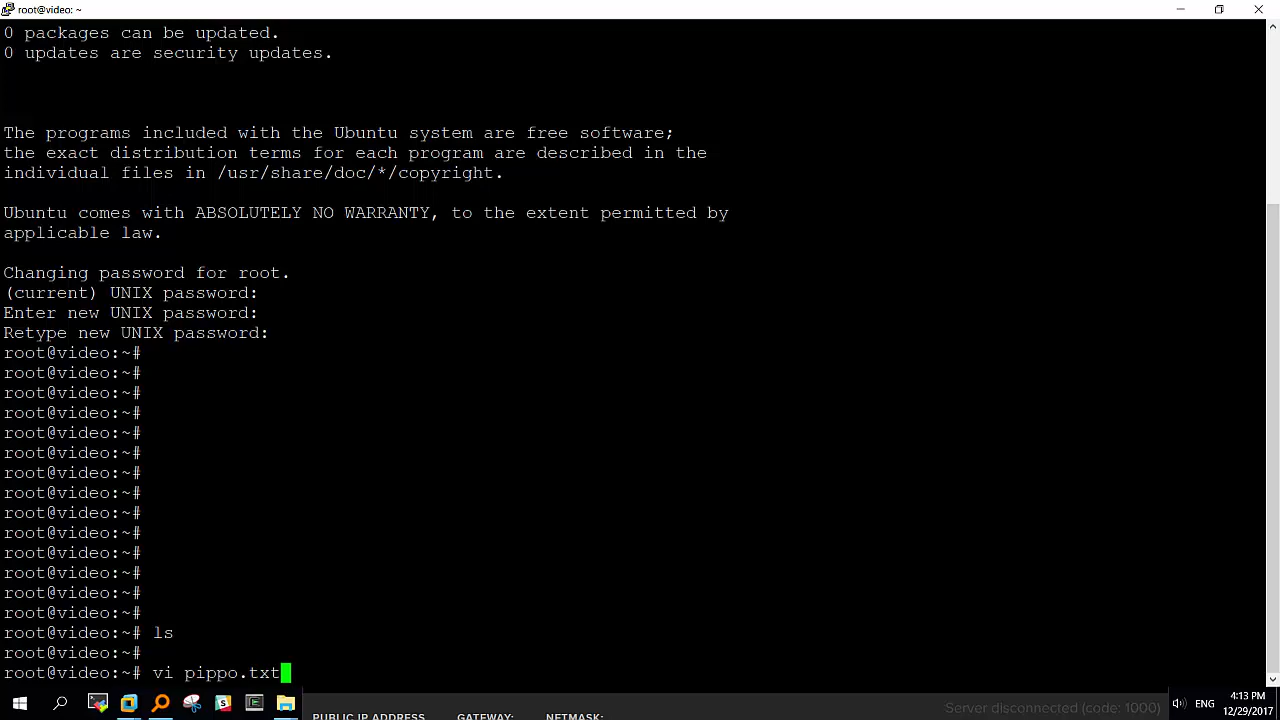 root@video: ~
0 packages can be updated.
0 updates are security updates.
The programs included with the Ubuntu system are free software;
the exact distribution terms for each program are described in the
individual files in /usr/share/doc/*/copyright.
Ubuntu comes with ABSOLUTELY NO WARRANTY, to the extent permitted by
applicable law.
Changing password for root.
(current) UNIX password:
Enter new UNIX password:
Retype new UNIX password:
root@video:~#
root@video:~#
root@video:~#
root@video:~#
root@video:~#
root@video:~#
root@video:~#
root@video:~#
root@video:~#
root@video:~#
root@video:~#
root@video:~#
root@video:~#
root@video:~#
root@video:~# ls
root@video:~#
root@video:~# vi pippo.txt
PUBLIC IP ADDRESS GATEWAY: NETMASK:
Server disconnected (code: 1000)
ENG
4:13 PM
12/29/2017